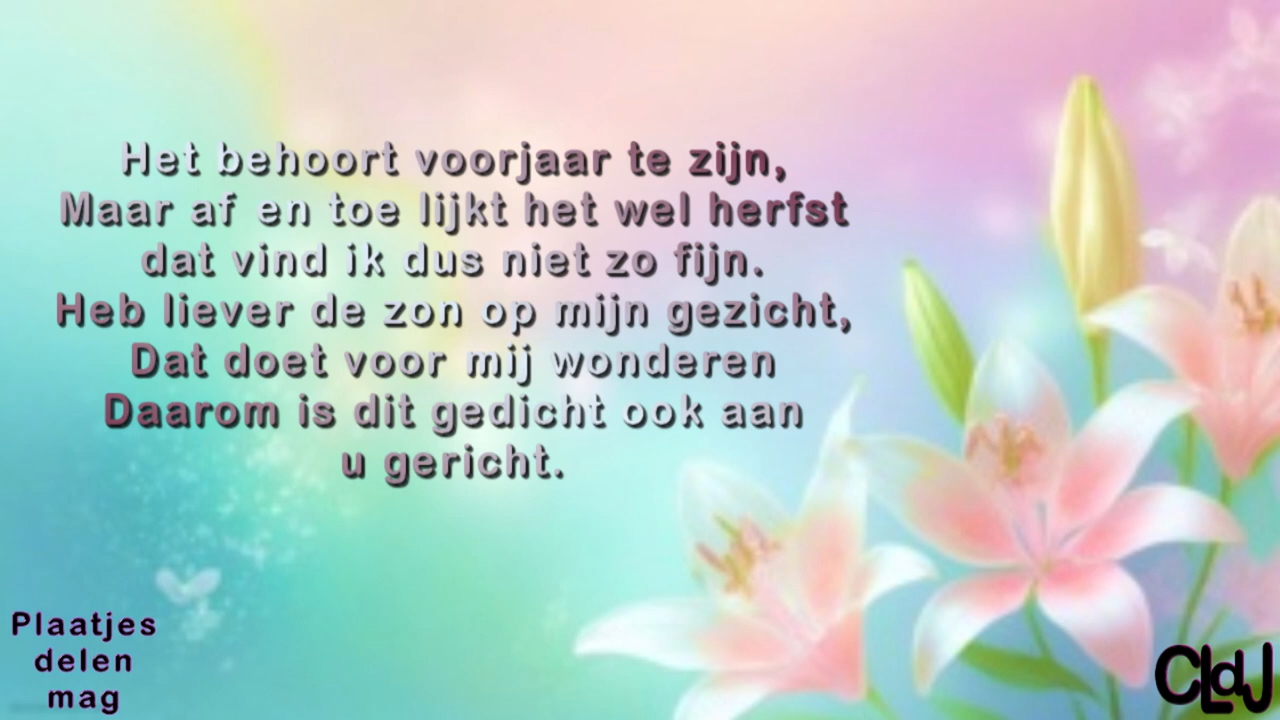 Het behoort voorjaar te zijn,
Maar af en toe lijkt het wel herfst
dat vind ik dus niet zo fijn.
Heb liever de zon op mijn gezicht,
Dat doet voor mij wonderen
Daarom is dit gedicht ook aan
u gericht.
Plaatjes
delen
mag
CLdJ